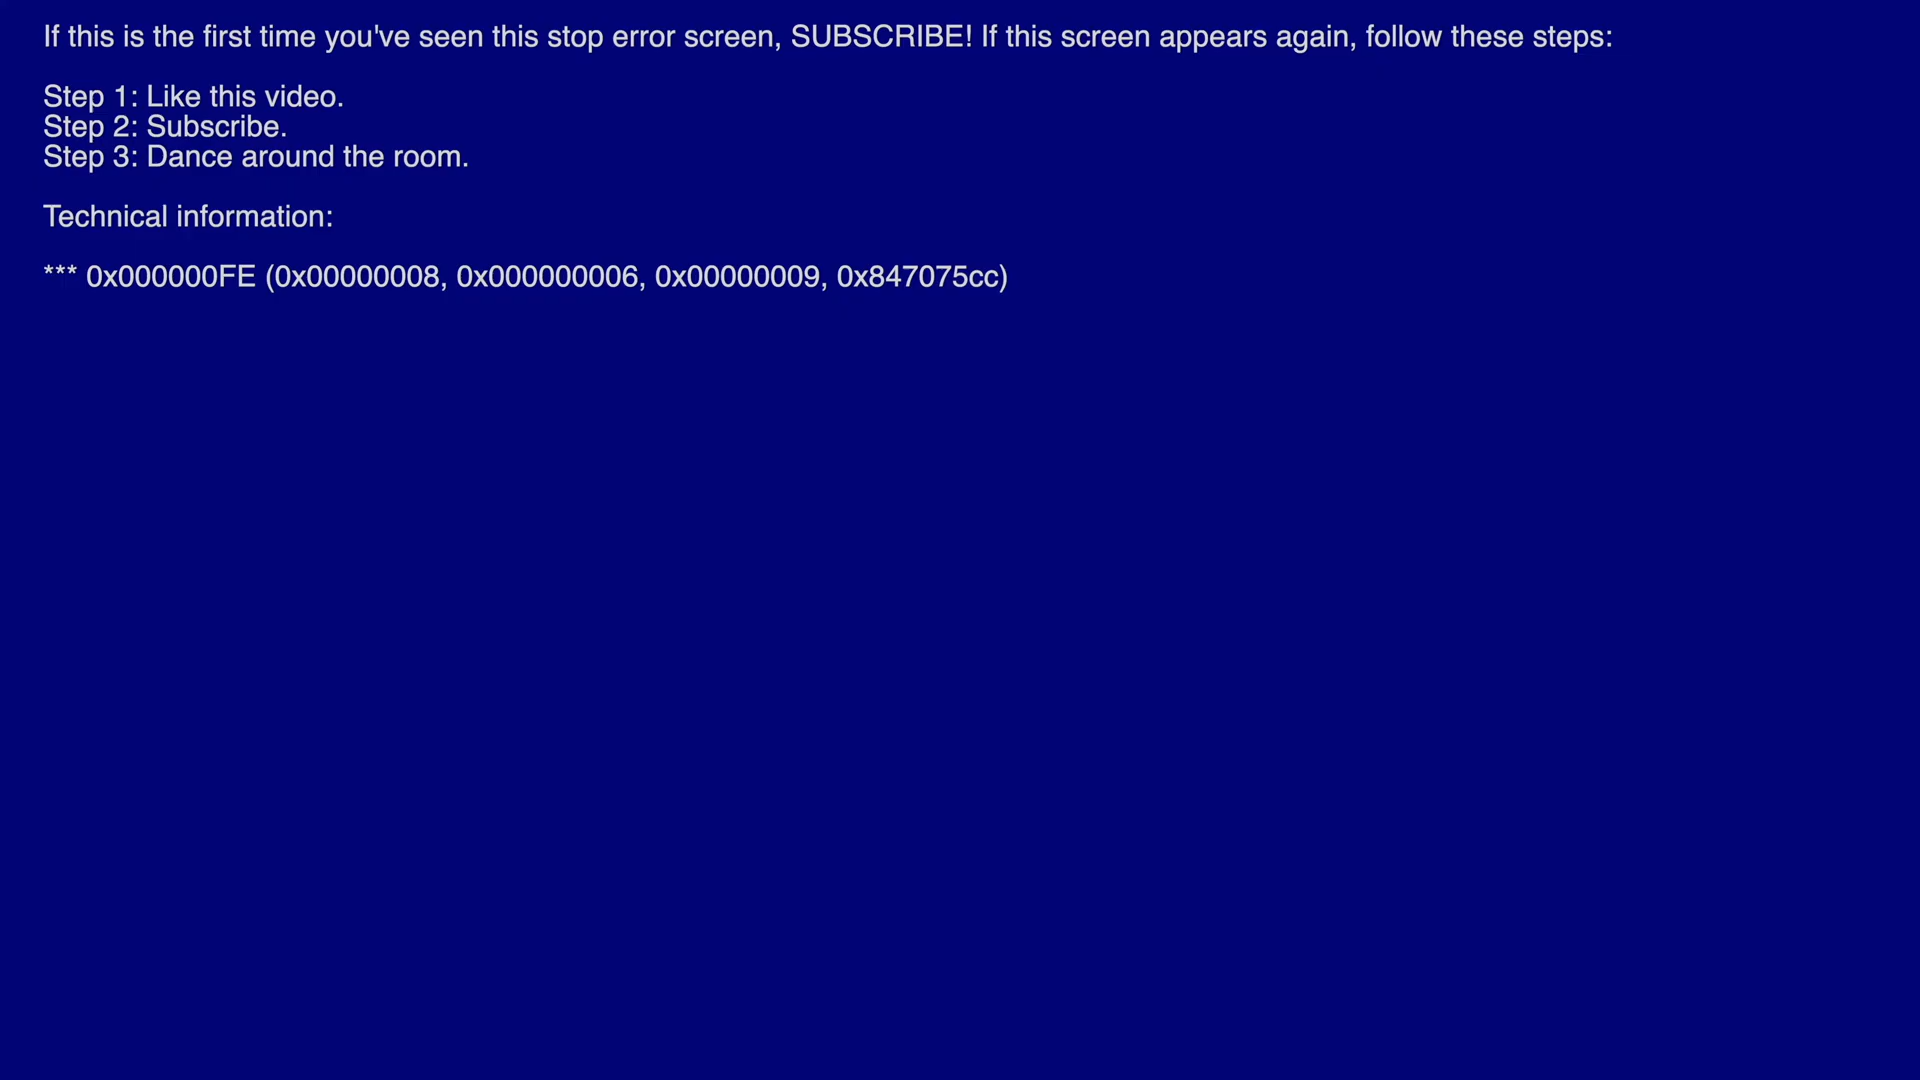 If this is the first time you've seen this stop error screen, SUBSCRIBE! If this screen appears again, follow these steps:
Step 1: Like this video.
Step 2: Subscribe.
Step 3: Dance around the room.
Technical information:
*** 0x000000FE (0x00000008, 0x000000006, 0x00000009, 0x847075cc)